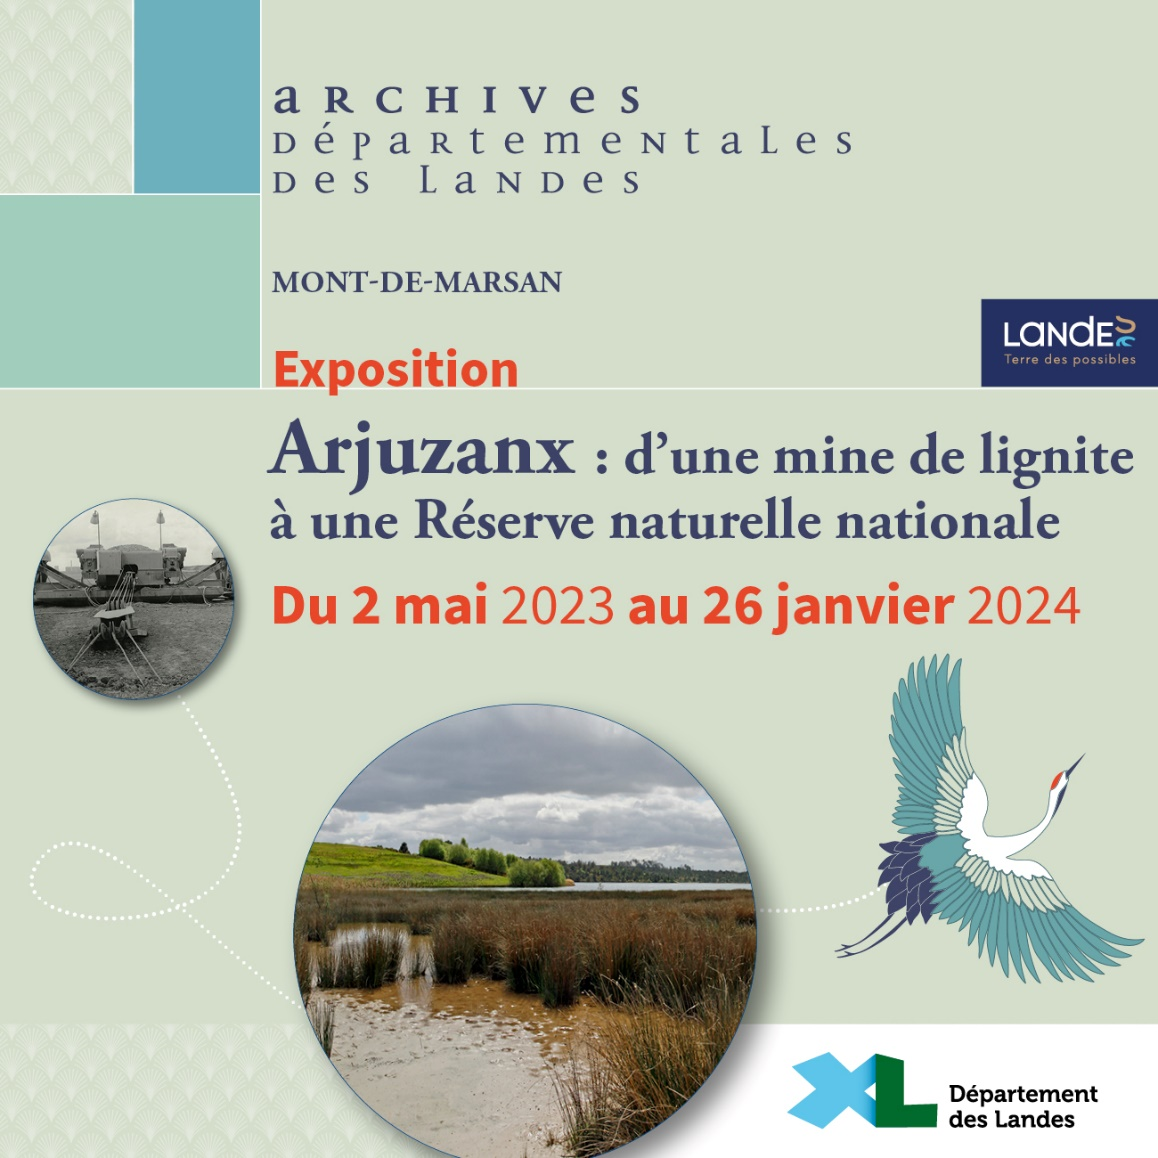 ARCHIVES
DÉPARTEMENTALES
DES LANDES
MONT-DE-MARSAN
LANDES
Terre des possibles
Exposition
Arjuzanx : d’une mine de lignite
à une Réserve naturelle nationale
Du 2 mai 2023 au 26 janvier 2024
XL
Département
des Landes